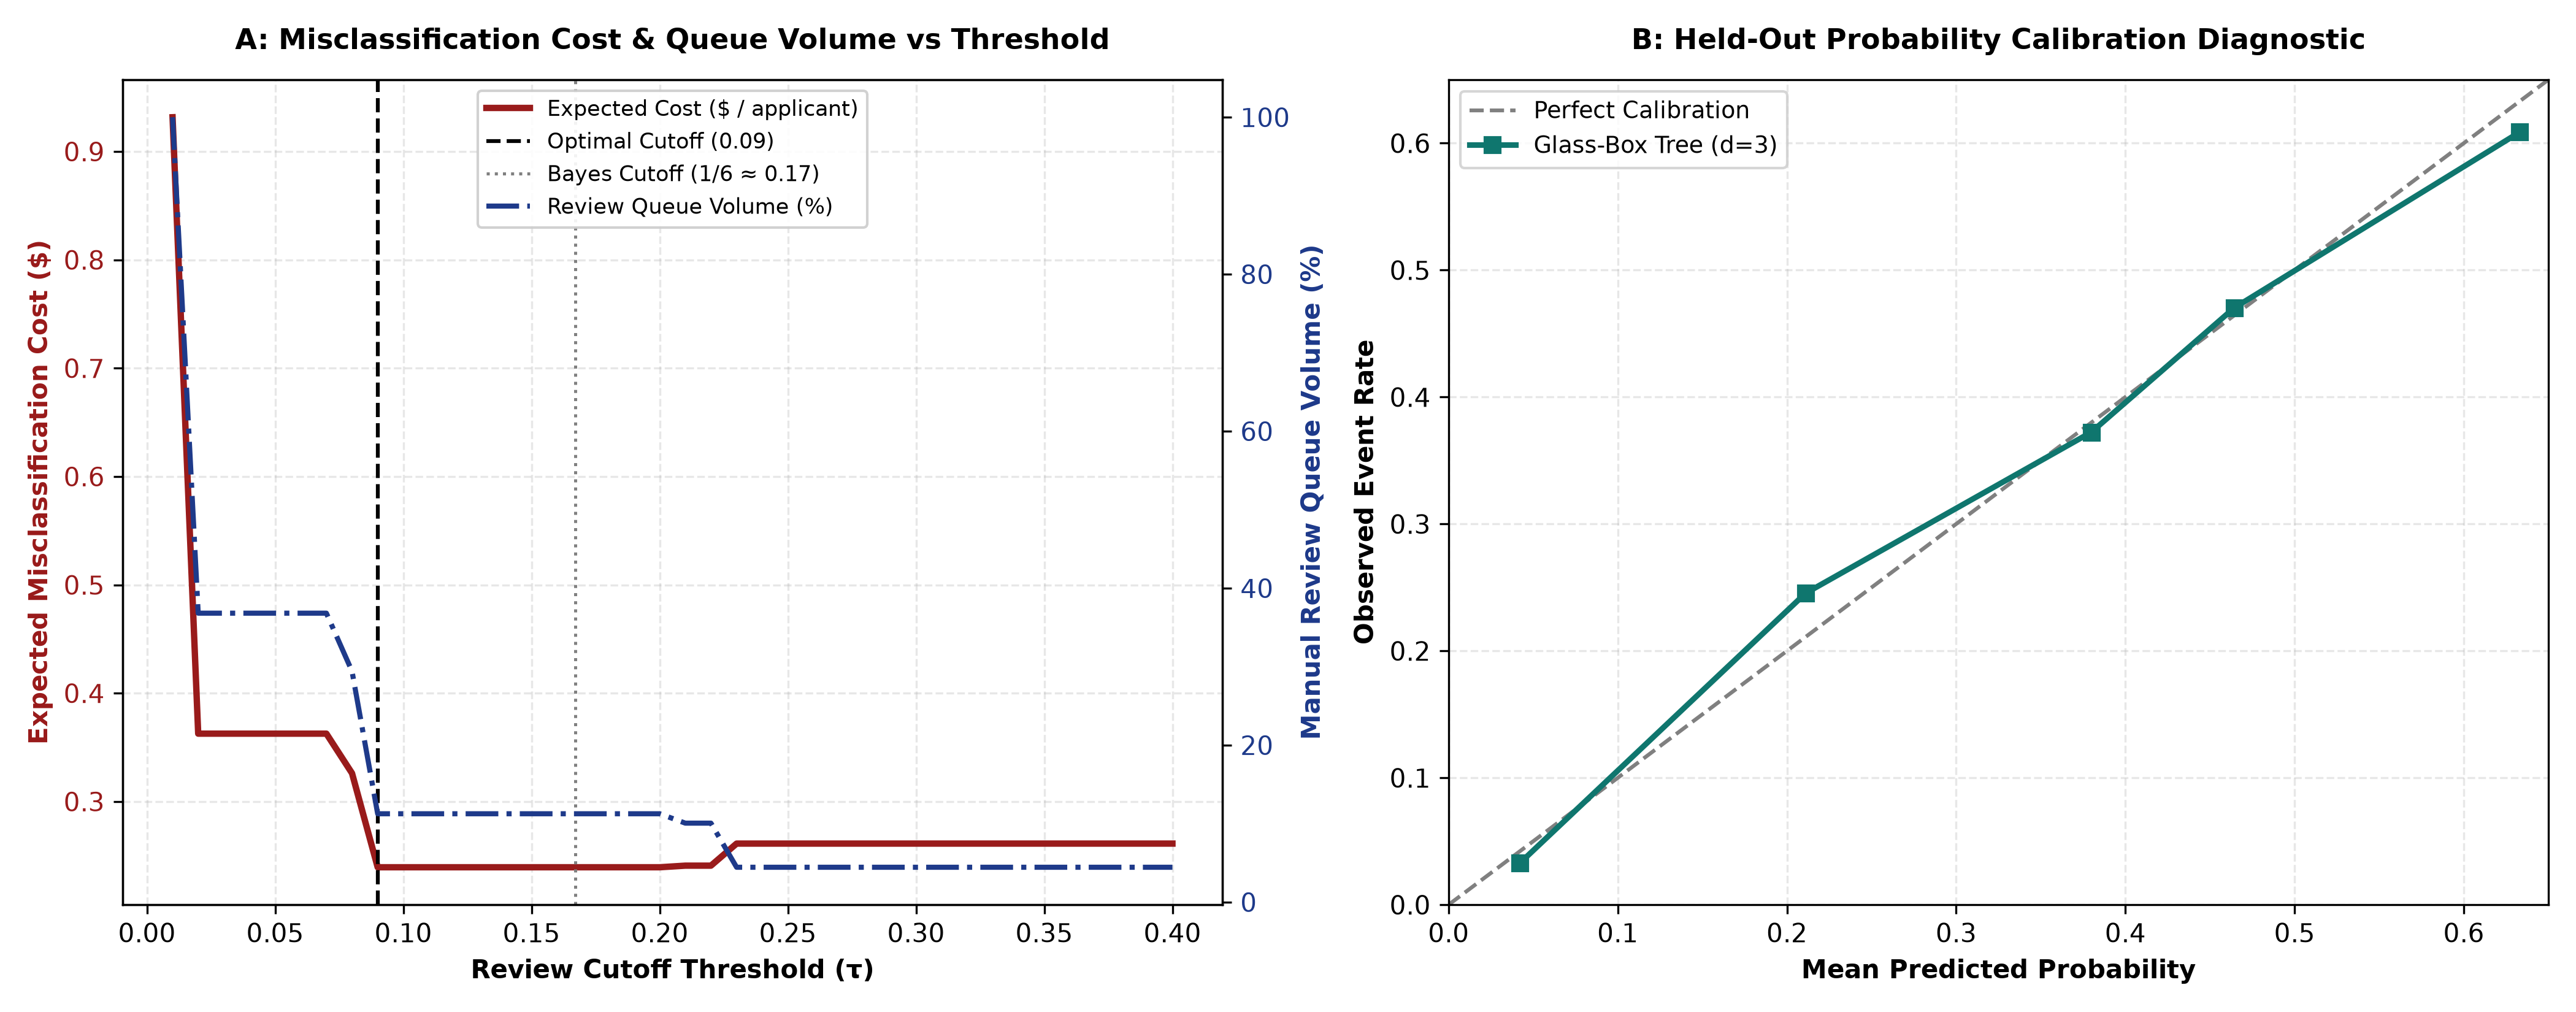 A: Misclassification Cost & Queue Volume vs Threshold
Expected Cost ($ / applicant)
Optimal Cutoff (0.09)
Bayes Cutoff (1/6 ≈ 0.17)
Review Queue Volume (%)
Expected Misclassification Cost ($)
0.9
0.8
0.7
0.6
0.5
0.4
0.3
100
80
60
40
20
0
Manual Review Queue Volume (%)
0.00 0.05 0.10 0.15 0.20 0.25 0.30 0.35 0.40
Review Cutoff Threshold (τ)
B: Held-Out Probability Calibration Diagnostic
Perfect Calibration
Glass-Box Tree (d=3)
Observed Event Rate
0.6
0.5
0.4
0.3
0.2
0.1
0.0
0.0 0.1 0.2 0.3 0.4 0.5 0.6
Mean Predicted Probability